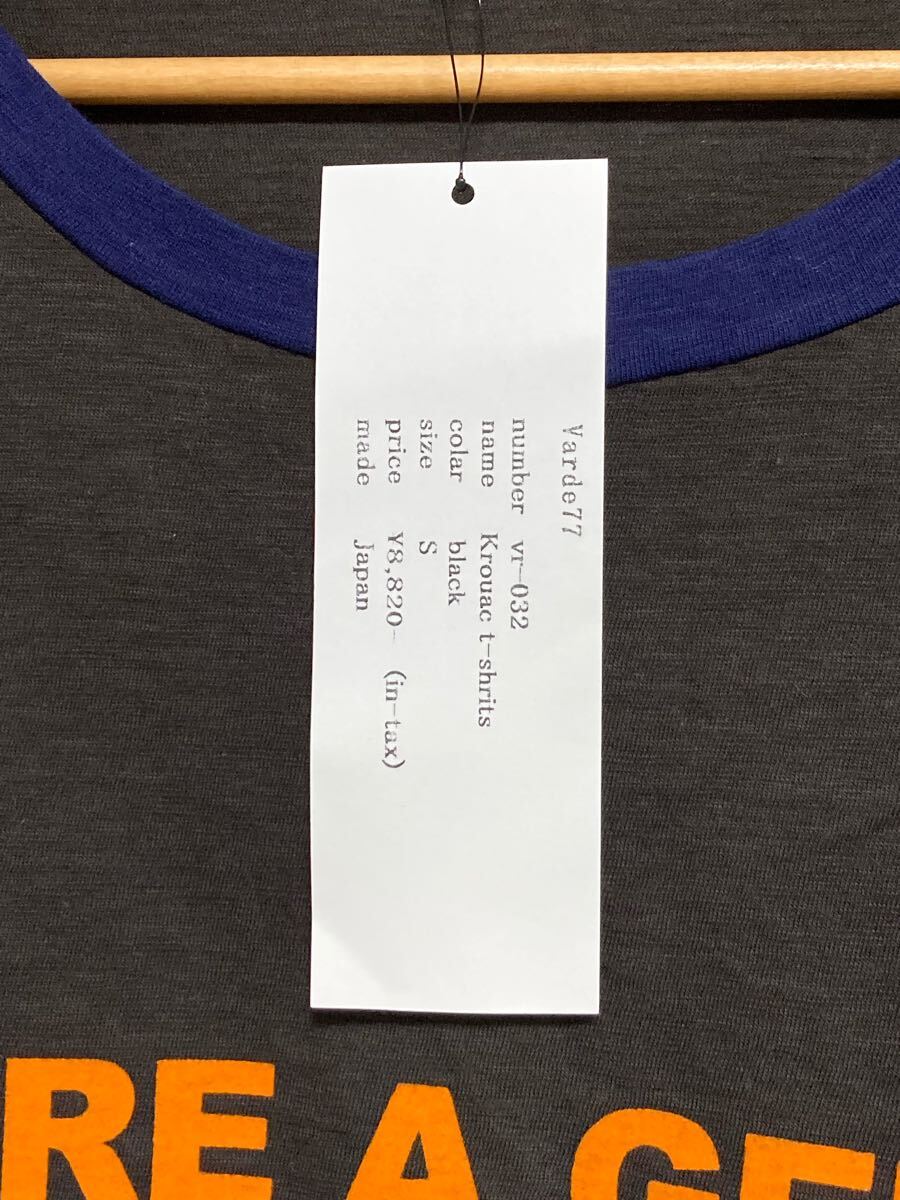 Varde77
number vr-032
name Krouac t-shrits
colar black
size S
price ¥8,820- (in-tax)
made Japan
RE A GE